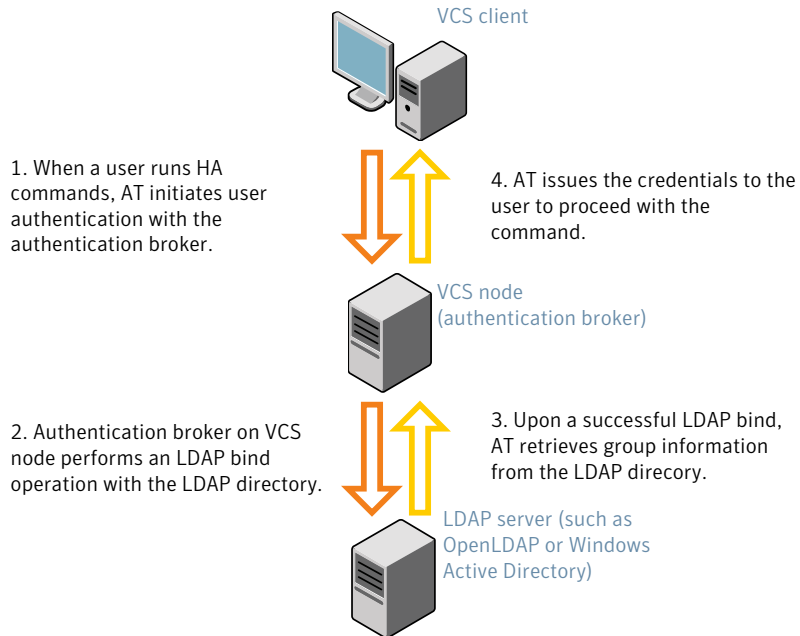 VCS client
1. When a user runs HA
commands, AT initiates user
authentication with the
authentication broker.
4. AT issues the credentials to the
user to proceed with the
command.
VCS node
(authentication broker)
2. Authentication broker on VCS
node performs an LDAP bind
operation with the LDAP directory.
3. Upon a successful LDAP bind,
AT retrieves group information
from the LDAP direcory.
LDAP server (such as
OpenLDAP or Windows
Active Directory)